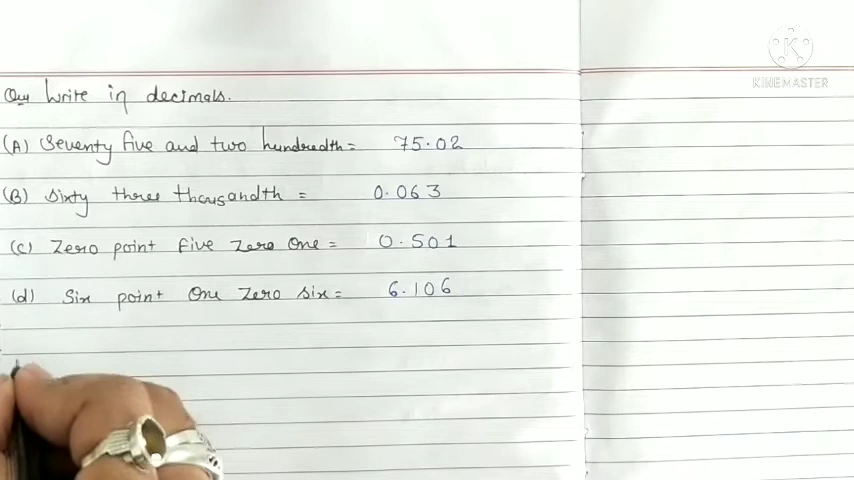 KINEMASTER
Que Write in decimals.
(A) Seventy five and two hundredth = 75.02
(B) Sixty three thousandth = 0.063
(C) Zero point five zero one = 0.501
(d) Six point one zero six = 6.106